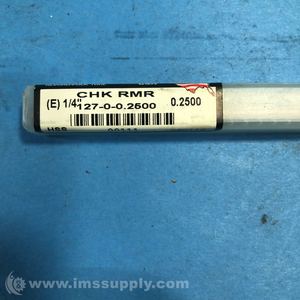 CHK RMR
(E) 1/4" 127-0-0.2500 0.2500
HSS
© www.imssupply.com